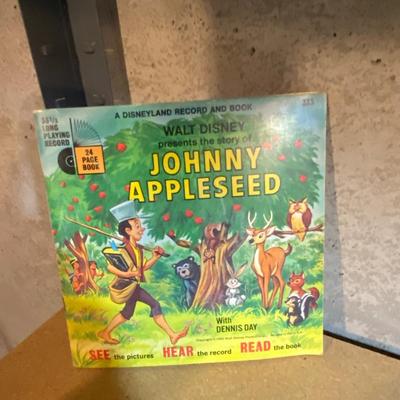 A DISNEYLAND RECORD AND BOOK
333
33⅓
LONG
PLAYING
RECORD
24
PAGE
BOOK
WALT DISNEY
presents the story of
JOHNNY
APPLESEED
With
DENNIS DAY
SEE the pictures HEAR the record READ the book